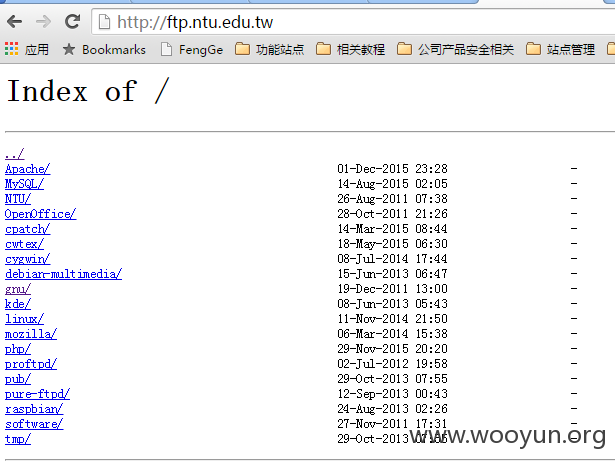 http://ftp.ntu.edu.tw
应用 Bookmarks FengGe 功能站点 相关教程 公司产品安全相关 站点管理
Index of /
../
Apache/ 01-Dec-2015 23:28 -
MySQL/ 14-Aug-2015 02:05 -
NTU/ 26-Aug-2011 07:38 -
OpenOffice/ 28-Oct-2011 21:26 -
cpatch/ 14-Mar-2015 08:44 -
cwtex/ 18-May-2015 06:30 -
cygwin/ 08-Jul-2014 17:44 -
debian-multimedia/ 15-Jun-2013 06:47 -
gnu/ 19-Dec-2011 13:00 -
kde/ 08-Jun-2013 05:43 -
linux/ 11-Nov-2014 21:50 -
mozilla/ 06-Mar-2014 15:38 -
php/ 29-Nov-2015 20:20 -
proftpd/ 02-Jul-2012 19:58 -
pub/ 29-Oct-2013 07:55 -
pure-ftpd/ 12-Sep-2013 00:43 -
raspbian/ 24-Aug-2013 02:26 -
software/ 27-Nov-2011 17:31 -
tmp/ 29-Oct-2013 -
www.wooyun.org